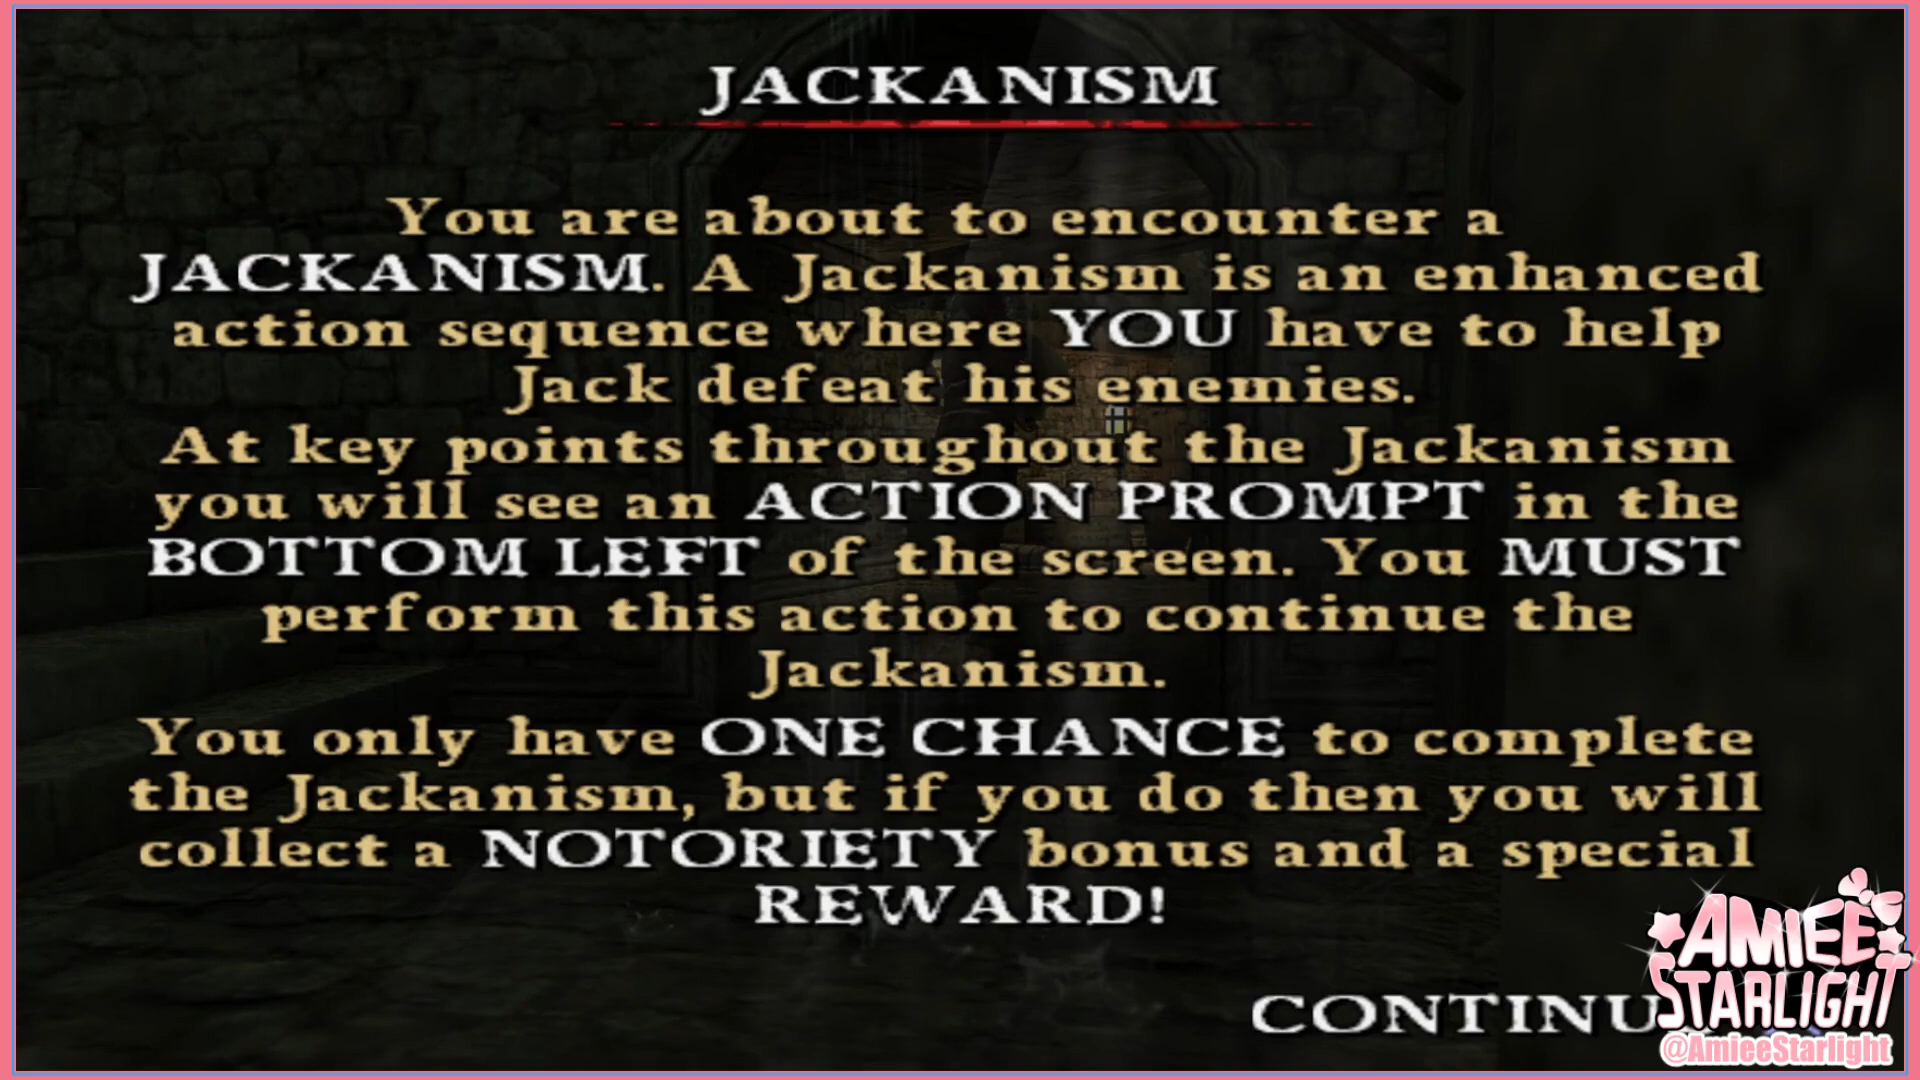 JACKANISM
You are about to encounter a
JACKANISM. A Jackanism is an enhanced
action sequence where YOU have to help
Jack defeat his enemies.
At key points throughout the Jackanism
you will see an ACTION PROMPT in the
BOTTOM LEFT of the screen. You MUST
perform this action to continue the
Jackanism.
You only have ONE CHANCE to complete
the Jackanism, but if you do then you will
collect a NOTORIETY bonus and a special
REWARD!
CONTINU
AMIEE
STARLIGHT
@AmieeStarlight